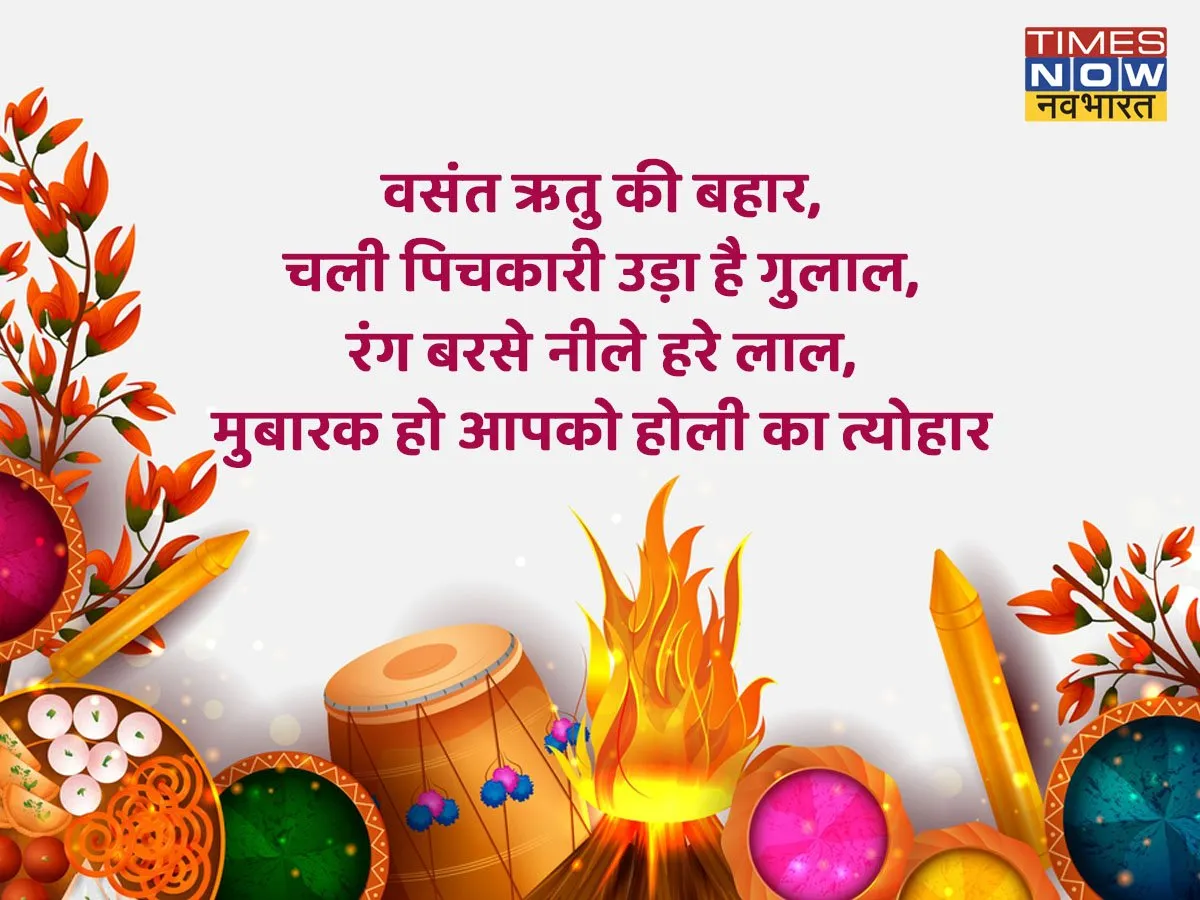 TIMES
NOW
नवभारत
वसंत ऋतु की बहार,
चली पिचकारी उड़ा है गुलाल,
रंग बरसे नीले हरे लाल,
मुबारक हो आपको होली का त्योहार